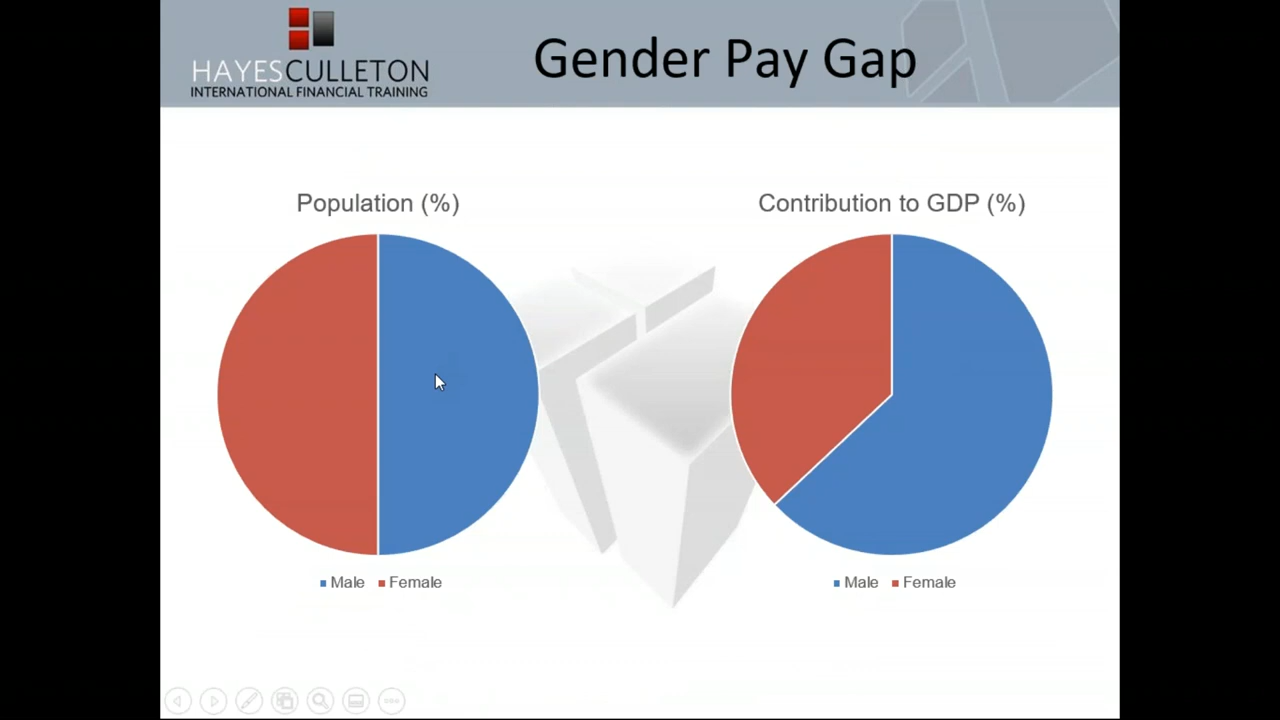 HAYESCULLETON
INTERNATIONAL FINANCIAL TRAINING
Gender Pay Gap
Population (%)
Male Female
Contribution to GDP (%)
Male Female